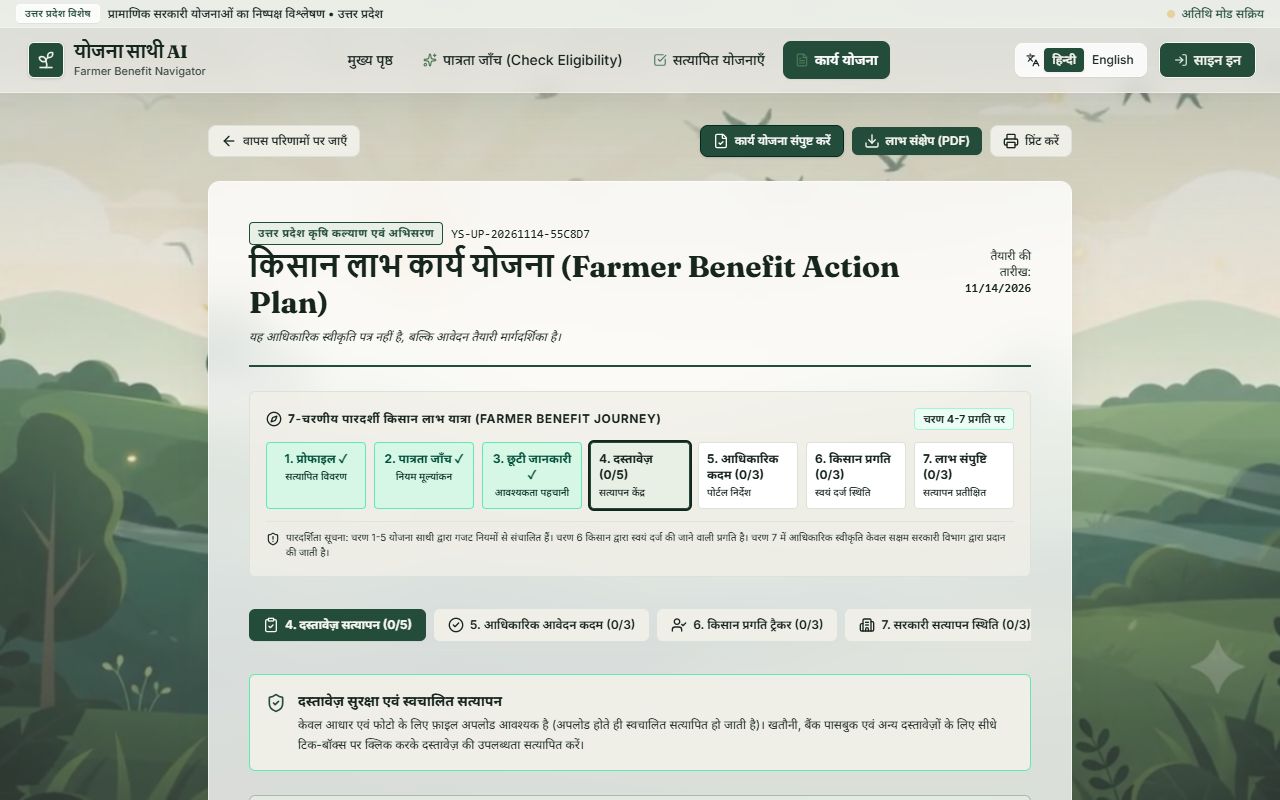 उत्तर प्रदेश विशेष प्रामाणिक सरकारी योजनाओं का निष्पक्ष विश्लेषण • उत्तर प्रदेश अतिथि मोड सक्रिय
योजना साथी AI
Farmer Benefit Navigator
मुख्य पृष्ठ पात्रता जाँच (Check Eligibility) सत्यापित योजनाएँ कार्य योजना हिन्दी English साइन इन
वापस परिणामों पर जाएँ कार्य योजना संपुष्ट करें लाभ संक्षेप (PDF) प्रिंट करें
उत्तर प्रदेश कृषि कल्याण एवं अभिसरण YS-UP-20261114-55C8D7
किसान लाभ कार्य योजना (Farmer Benefit Action
Plan)
तैयारी की
तारीख:
11/14/2026
यह आधिकारिक स्वीकृति पत्र नहीं है, बल्कि आवेदन तैयारी मार्गदर्शिका है।
7-चरणीय पारदर्शी किसान लाभ यात्रा (FARMER BENEFIT JOURNEY) चरण 4-7 प्रगति पर
1. प्रोफाइल ✓
सत्यापित विवरण
2. पात्रता जाँच ✓
नियम मूल्यांकन
3. छूटी जानकारी
✓
आवश्यकता पहचानी
4. दस्तावेज़
(0/5)
सत्यापन केंद्र
5. आधिकारिक
कदम (0/3)
पोर्टल निर्देश
6. किसान प्रगति
(0/3)
स्वयं दर्ज स्थिति
7. लाभ संपुष्टि
(0/3)
सत्यापन प्रतीक्षित
पारदर्शिता सूचना: चरण 1-5 योजना साथी द्वारा गजट नियमों से संचालित हैं। चरण 6 किसान द्वारा स्वयं दर्ज की जाने वाली प्रगति है। चरण 7 में आधिकारिक स्वीकृति केवल सक्षम सरकारी विभाग द्वारा प्रदान
की जाती है।
4. दस्तावेज़ सत्यापन (0/5) 5. आधिकारिक आवेदन कदम (0/3) 6. किसान प्रगति ट्रैकर (0/3) 7. सरकारी सत्यापन स्थिति (0/3)
दस्तावेज़ सुरक्षा एवं स्वचालित सत्यापन
केवल आधार एवं फोटो के लिए फ़ाइल अपलोड आवश्यक है (अपलोड होते ही स्वचालित सत्यापित हो जाती है)। खतौनी, बैंक पासबुक एवं अन्य दस्तावेज़ों के लिए सीधे
टिक-बॉक्स पर क्लिक करके दस्तावेज़ की उपलब्धता सत्यापित करें।